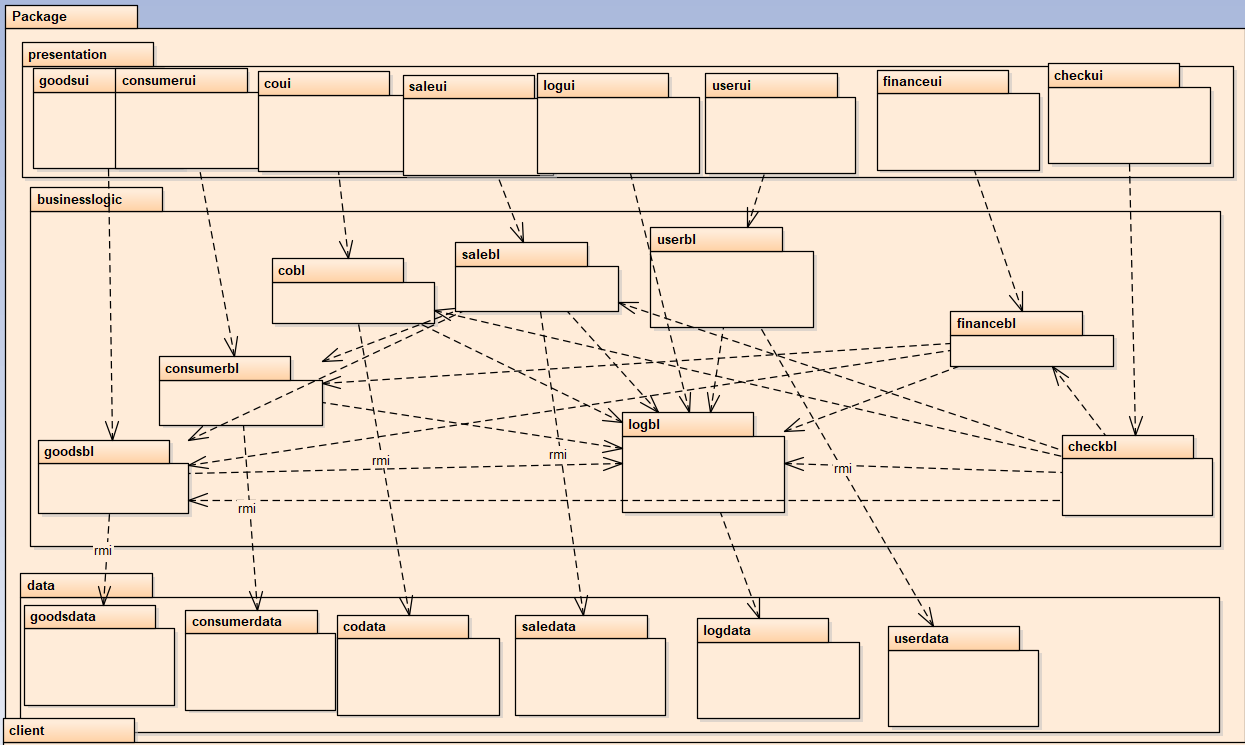 Package
presentation
goodsui
consumerui
coui
saleui
logui
userui
financeui
checkui
businesslogic
userbl
salebl
cobl
financebl
consumerbl
logbl
checkbl
goodsbl
rmi
rmi
rmi
rmi
rmi
data
goodsdata
consumerdata
codata
saledata
logdata
userdata
client